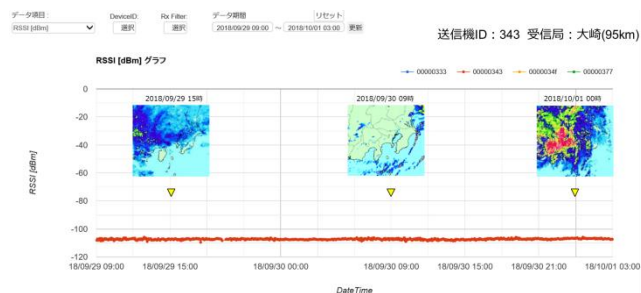 データ項目 :
DeviceID:
Rx Filter:
データ期間
リセット
RSSI [dBm]
選択
選択
2018/09/29 09:00 ~ 2018/10/01 03:00 更新
送信機ID:343 受信局:大崎(95km)
RSSI [dBm] グラフ
00000333
00000343
0000034f
00000377
2018/09/29 15時
2018/09/30 09時
2018/10/01 00時
RSSI [dBm]
0
-20
-40
-60
-80
-100
-120
18/09/29 09:00
18/09/29 15:00
18/09/30 00:00
18/09/30 09:00
18/09/30 15:00
18/09/30 21:00
18/10/01 03:00
DateTime